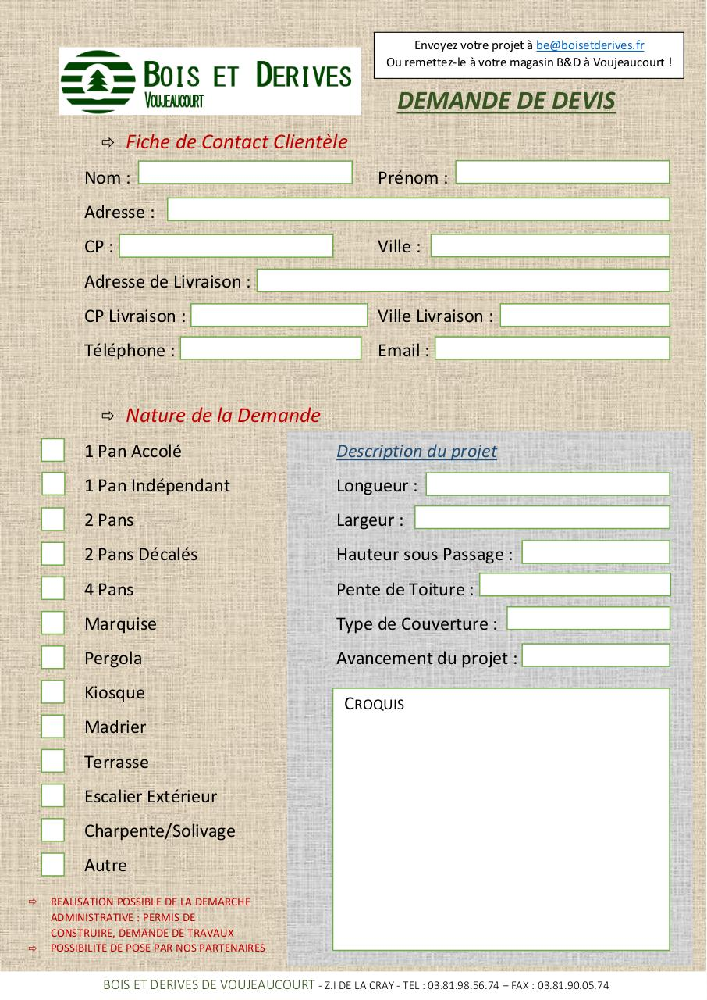 Envoyez votre projet à be@boisetderives.fr
Ou remettez-le à votre magasin B&D à Voujeaucourt !
BOIS ET DERIVES
VOUJEAUCOURT
DEMANDE DE DEVIS
⇨ Fiche de Contact Clientèle
Nom : Prénom :
Adresse :
CP : Ville :
Adresse de Livraison :
CP Livraison : Ville Livraison :
Téléphone : Email :
⇨ Nature de la Demande
1 Pan Accolé
1 Pan Indépendant
2 Pans
2 Pans Décalés
4 Pans
Marquise
Pergola
Kiosque
Madrier
Terrasse
Escalier Extérieur
Charpente/Solivage
Autre
Description du projet
Longueur :
Largeur :
Hauteur sous Passage :
Pente de Toiture :
Type de Couverture :
Avancement du projet :
CROQUIS
⇨ REALISATION POSSIBLE DE LA DEMARCHE
ADMINISTRATIVE : PERMIS DE
CONSTRUIRE, DEMANDE DE TRAVAUX
⇨ POSSIBILITE DE POSE PAR NOS PARTENAIRES
BOIS ET DERIVES DE VOUJEAUCOURT - Z.I DE LA CRAY - TEL : 03.81.98.56.74 – FAX : 03.81.90.05.74